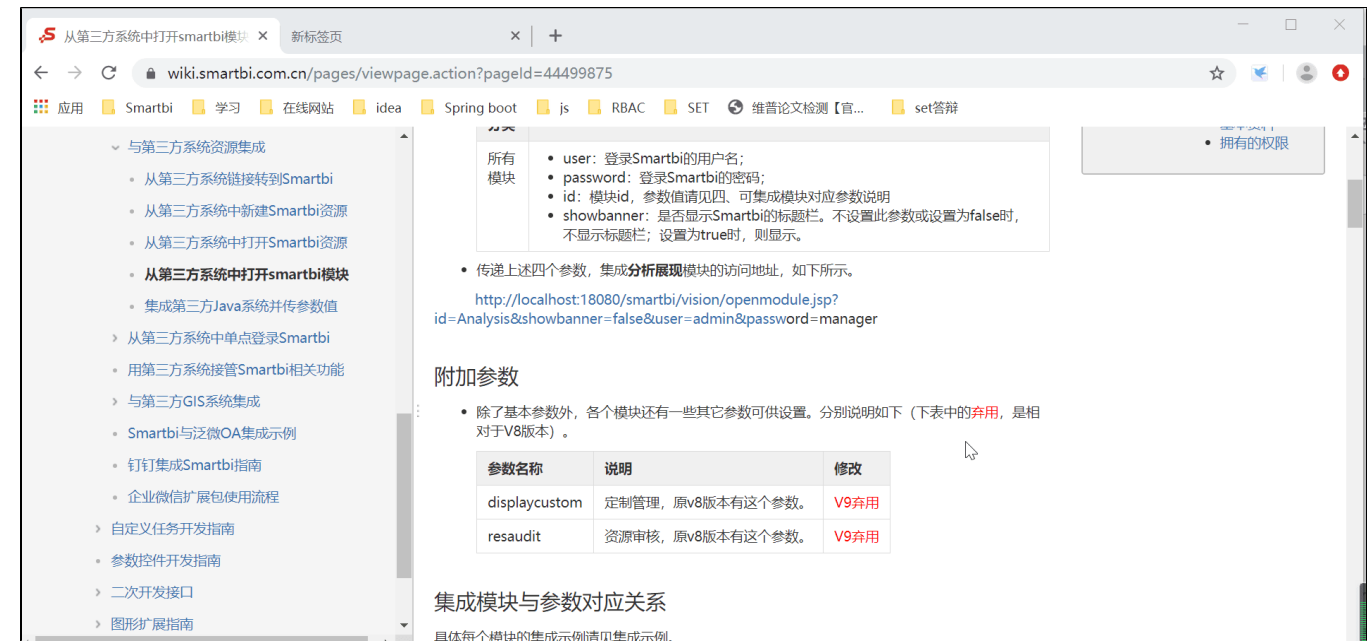 从第三方系统中打开smartbi模块
新标签页
wiki.smartbi.com.cn/pages/viewpage.action?pageId=44499875
应用 Smartbi 学习 在线网站 idea Spring boot js RBAC SET 维普论文检测【官... set答辩
与第三方系统资源集成
从第三方系统链接转到Smartbi
从第三方系统中新建Smartbi资源
从第三方系统中打开Smartbi资源
从第三方系统中打开smartbi模块
集成第三方Java系统并传参数值
从第三方系统中单点登录Smartbi
用第三方系统接管Smartbi相关功能
与第三方GIS系统集成
Smartbi与泛微OA集成示例
钉钉集成Smartbi指南
企业微信扩展包使用流程
自定义任务开发指南
参数控件开发指南
二次开发接口
图形扩展指南
分类
所有
模块
user：登录Smartbi的用户名；
password：登录Smartbi的密码；
id：模块id，参数值请见四、可集成模块对应参数说明
showbanner：是否显示Smartbi的标题栏。不设置此参数或设置为false时，
不显示标题栏；设置为true时，则显示。
传递上述四个参数，集成分析展现模块的访问地址，如下所示。
http://localhost:18080/smartbi/vision/openmodule.jsp?
id=Analysis&showbanner=false&user=admin&password=manager
附加参数
除了基本参数外，各个模块还有一些其它参数可供设置。分别说明如下（下表中的弃用，是相
对于V8版本）。
参数名称 说明 修改
displaycustom 定制管理，原v8版本有这个参数。 V9弃用
resaudit 资源审核，原v8版本有这个参数。 V9弃用
集成模块与参数对应关系
具体每个模块的集成示例请见集成示例。
基本资料
拥有的权限